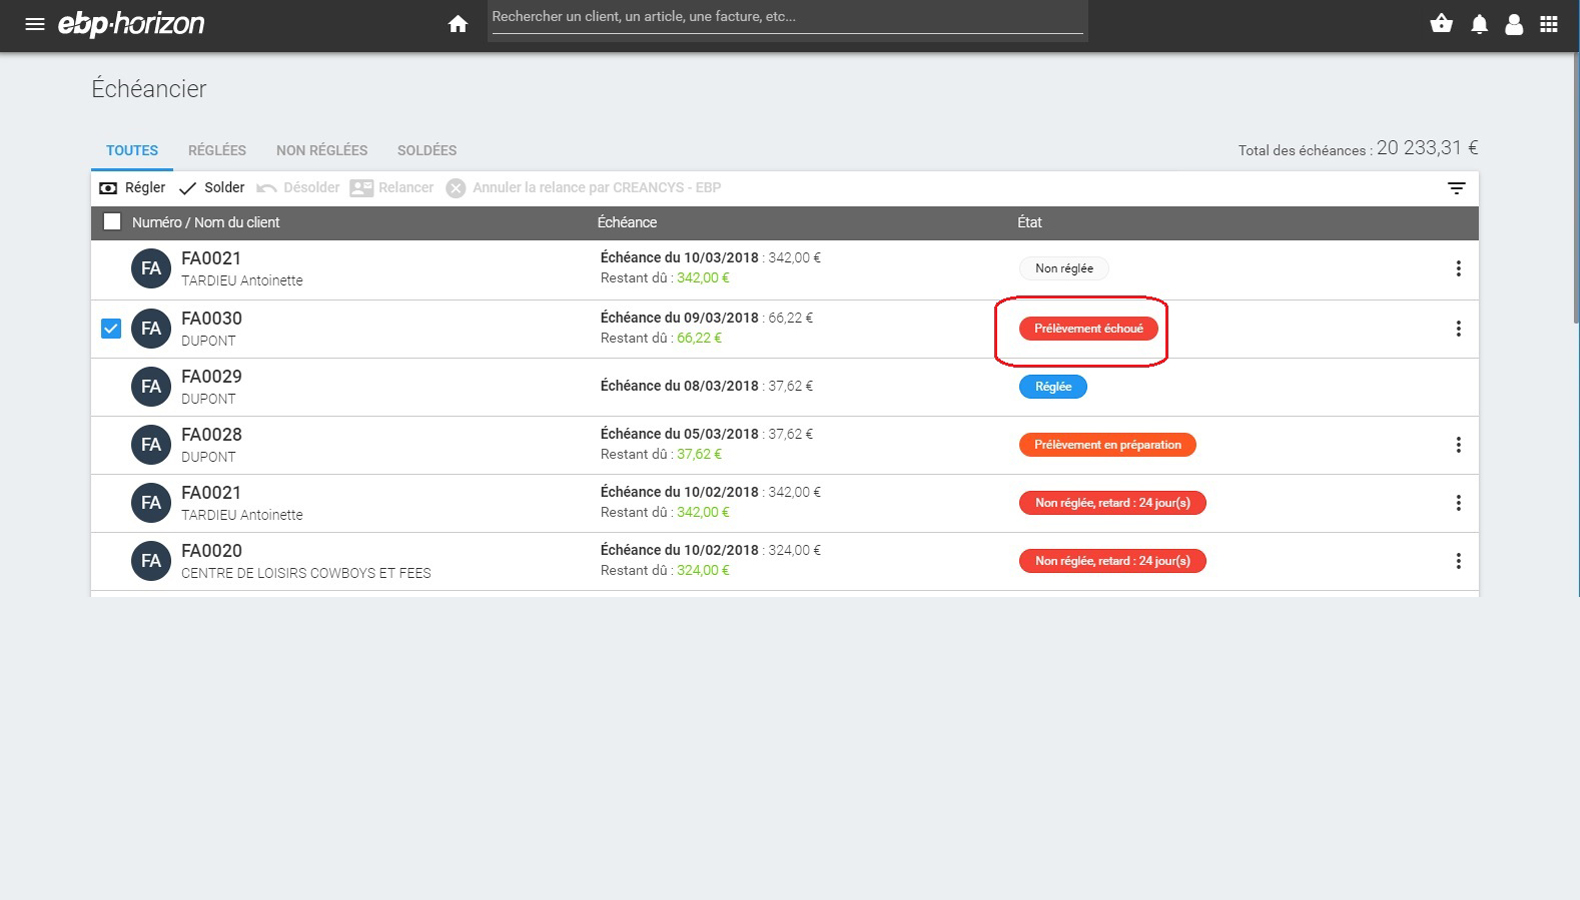 ebp·horizon
Rechercher un client, un article, une facture, etc...
Échéancier
TOUTES RÉGLÉES NON RÉGLÉES SOLDÉES
Total des échéances : 20 233,31 €
Régler Solder Désolder Relancer Annuler la relance par CREANCYS - EBP
Numéro / Nom du client Échéance État
FA FA0021 Échéance du 10/03/2018 : 342,00 € Non réglée
TARDIEU Antoinette Restant dû : 342,00 €
FA FA0030 Échéance du 09/03/2018 : 66,22 € Prélèvement échoué
DUPONT Restant dû : 66,22 €
FA FA0029 Échéance du 08/03/2018 : 37,62 € Réglée
DUPONT
FA FA0028 Échéance du 05/03/2018 : 37,62 € Prélèvement en préparation
DUPONT Restant dû : 37,62 €
FA FA0021 Échéance du 10/02/2018 : 342,00 € Non réglée, retard : 24 jour(s)
TARDIEU Antoinette Restant dû : 342,00 €
FA FA0020 Échéance du 10/02/2018 : 324,00 € Non réglée, retard : 24 jour(s)
CENTRE DE LOISIRS COWBOYS ET FEES Restant dû : 324,00 €